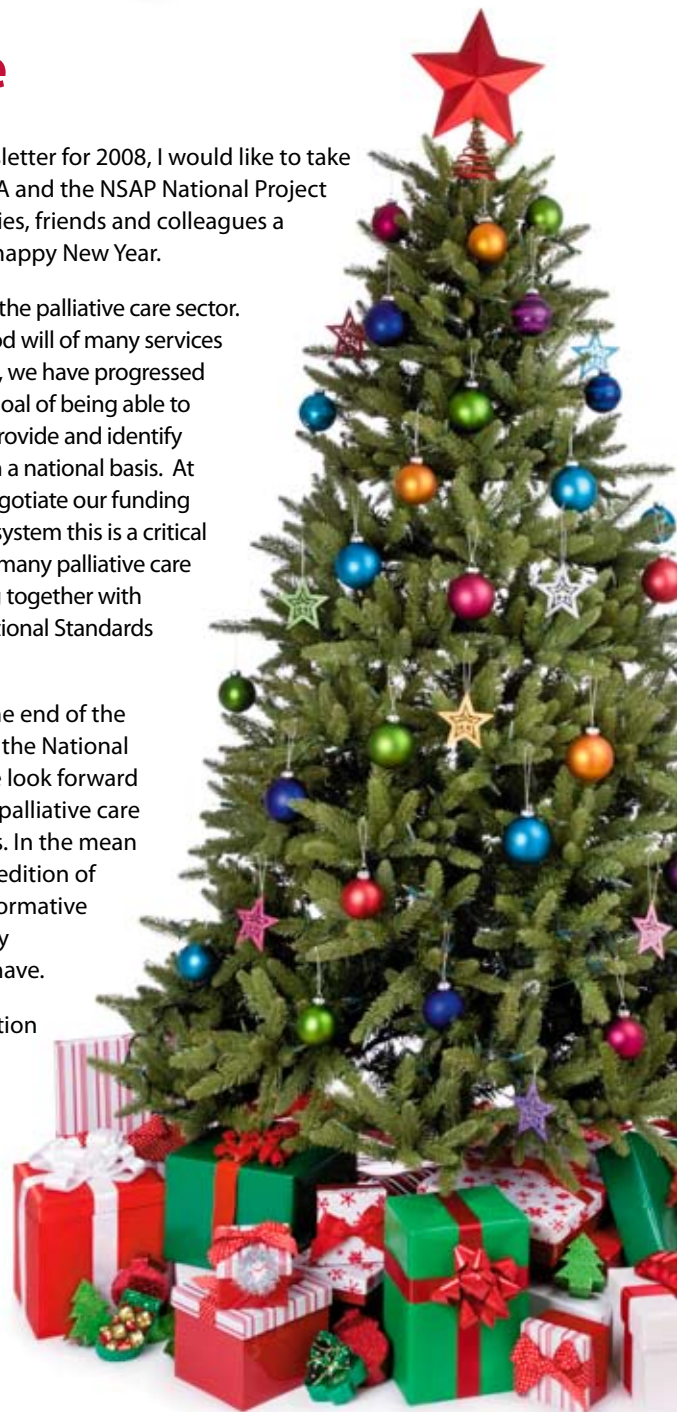 e
sletter for 2008, I would like to take
A and the NSAP National Project
ies, friends and colleagues a
happy New Year.
the palliative care sector.
od will of many services
, we have progressed
oal of being able to
rovide and identify
n a national basis. At
gotiate our funding
system this is a critical
many palliative care
g together with
tional Standards
he end of the
the National
e look forward
palliative care
s. In the mean
edition of
ormative
y
have.
tion